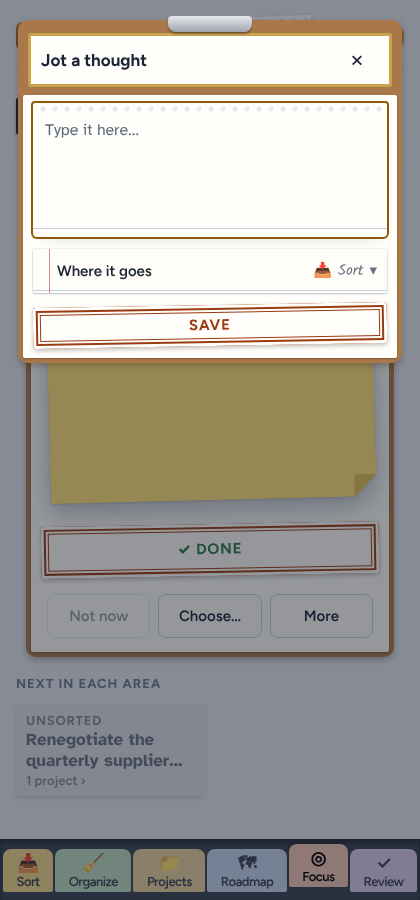 Jot a thought ✕
Type it here...
Where it goes 📥 Sort ▼
SAVE
✓ DONE
Not now Choose... More
NEXT IN EACH AREA
UNSORTED
Renegotiate the
quarterly supplier...
1 project ›
Sort Organize Projects Roadmap Focus Review